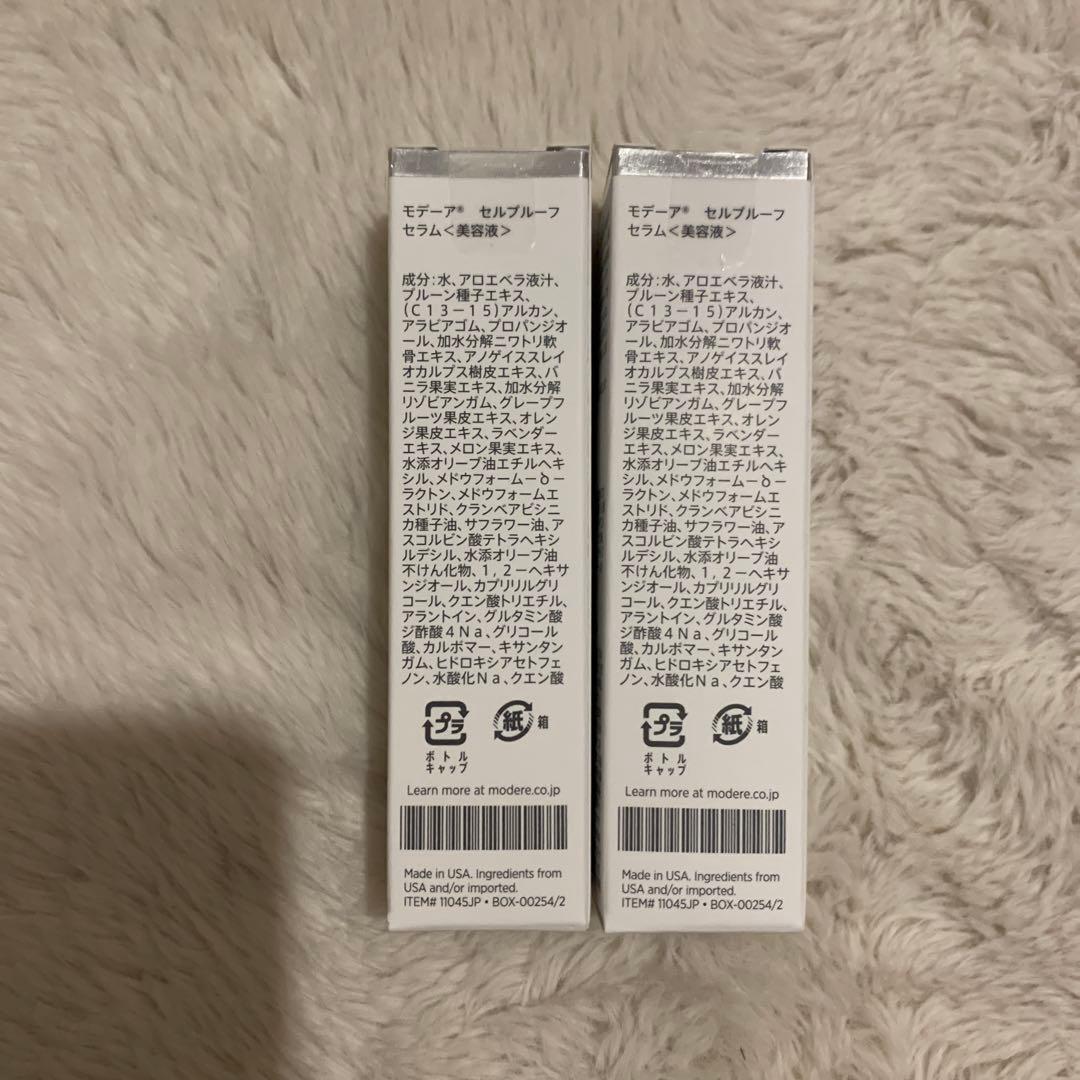 モデーア® セルプルーフ
セラム<美容液>
成分:水、アロエベラ液汁、
プルーン種子エキス、
(C13-15)アルカン、
アラビアゴム、プロパンジオ
ール、加水分解ニワトリ軟
骨エキス、アノゲイススレイ
オカルプス樹皮エキス、バ
ニラ果実エキス、加水分解
リゾビアンガム、グレープフ
ルーツ果皮エキス、オレン
ジ果皮エキス、ラベンダー
エキス、メロン果実エキス、
水添オリーブ油エチルヘキ
シル、メドウフォーム-δ-
ラクトン、メドウフォームエ
ストリド、クランベアビシニ
カ種子油、サフラワー油、ア
スコルビン酸テトラヘキシ
ルデシル、水添オリーブ油
不けん化物、1,2-ヘキサ
ンジオール、カプリリルグリ
コール、クエン酸トリエチル、
アラントイン、グルタミン酸
ジ酢酸4Na、グリコール
酸、カルボマー、キサンタン
ガム、ヒドロキシアセトフェ
ノン、水酸化Na、クエン酸
プラ 紙 箱
ボトル
キャップ
Learn more at modere.co.jp
Made in USA. Ingredients from
USA and/or imported.
ITEM# 11045JP • BOX-00254/2
モデーア® セルプルーフ
セラム<美容液>
成分:水、アロエベラ液汁、
プルーン種子エキス、
(C13-15)アルカン、
アラビアゴム、プロパンジオ
ール、加水分解ニワトリ軟
骨エキス、アノゲイススレイ
オカルプス樹皮エキス、バ
ニラ果実エキス、加水分解
リゾビアンガム、グレープフ
ルーツ果皮エキス、オレン
ジ果皮エキス、ラベンダー
エキス、メロン果実エキス、
水添オリーブ油エチルヘキ
シル、メドウフォーム-δ-
ラクトン、メドウフォームエ
ストリド、クランベアビシニ
カ種子油、サフラワー油、ア
スコルビン酸テトラヘキシ
ルデシル、水添オリーブ油
不けん化物、1,2-ヘキサ
ンジオール、カプリリルグリ
コール、クエン酸トリエチル、
アラントイン、グルタミン酸
ジ酢酸4Na、グリコール
酸、カルボマー、キサンタン
ガム、ヒドロキシアセトフェ
ノン、水酸化Na、クエン酸
プラ 紙 箱
ボトル
キャップ
Learn more at modere.co.jp
Made in USA. Ingredients from
USA and/or imported.
ITEM# 11045JP • BOX-00254/2